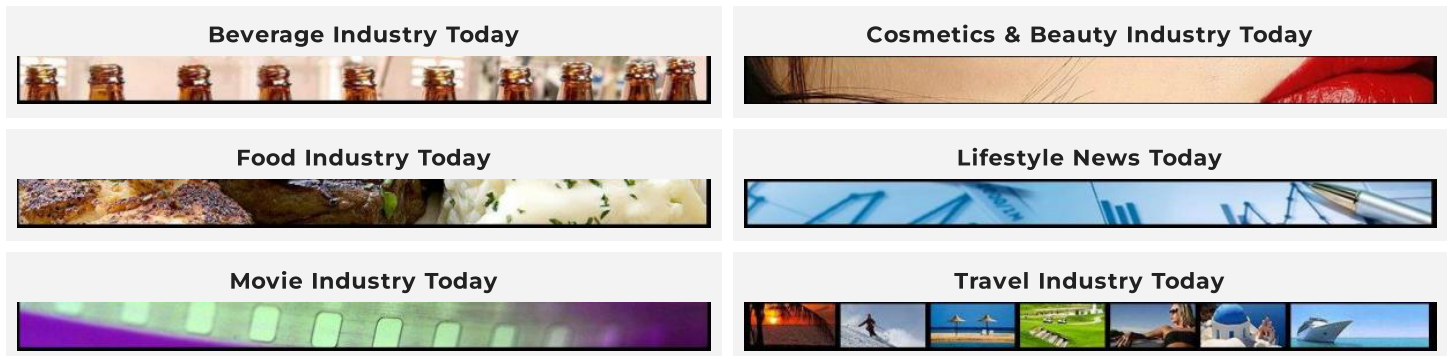 Beverage Industry Today
Cosmetics & Beauty Industry Today
Food Industry Today
Lifestyle News Today
Movie Industry Today
Travel Industry Today